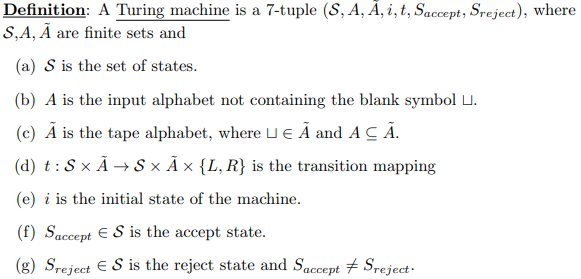 Definition: A Turing machine is a 7-tuple (𝒮, A, Ã, i, t, S_accept, S_reject), where
𝒮,A, Ã are finite sets and
(a) 𝒮 is the set of states.
(b) A is the input alphabet not containing the blank symbol ⊔.
(c) Ã is the tape alphabet, where ⊔ ∈ Ã and A ⊆ Ã.
(d) t : 𝒮 × Ã → 𝒮 × Ã × {L, R} is the transition mapping
(e) i is the initial state of the machine.
(f) S_accept ∈ 𝒮 is the accept state.
(g) S_reject ∈ 𝒮 is the reject state and S_accept ≠ S_reject.